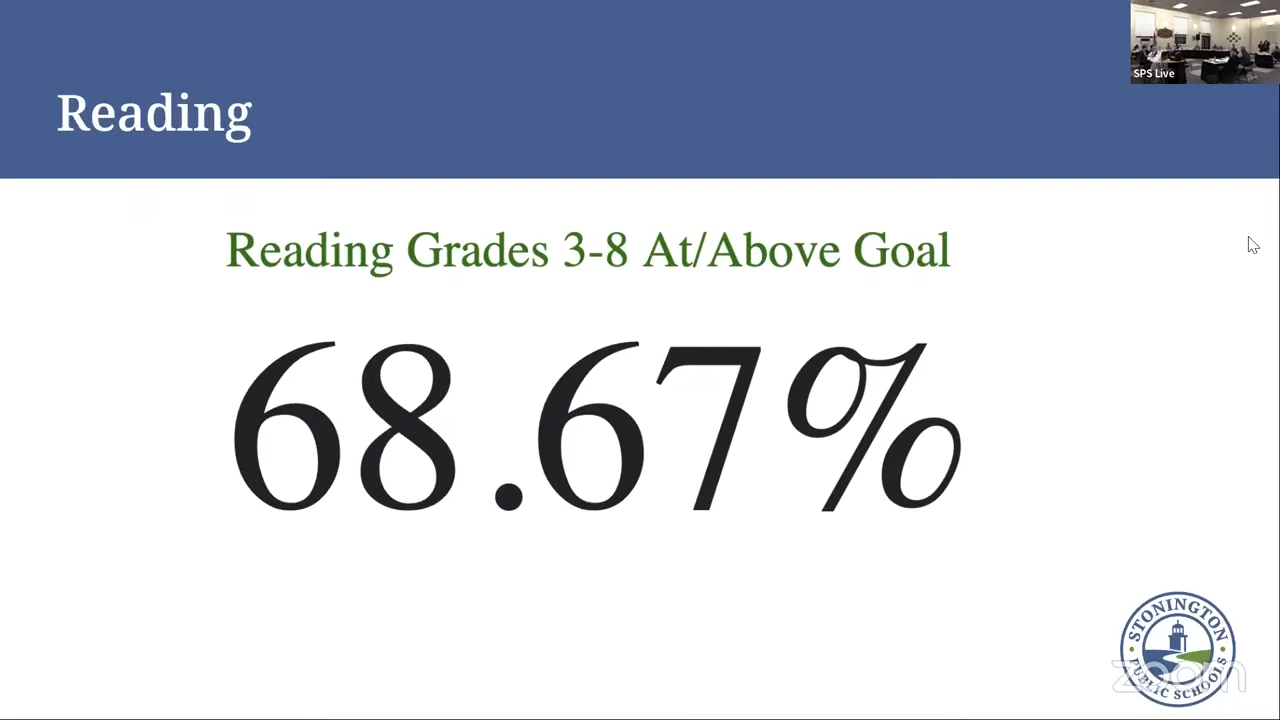 SPS Live
Reading
Reading Grades 3-8 At/Above Goal
68.67%
STONINGTON
PUBLIC SCHOOLS
zoom